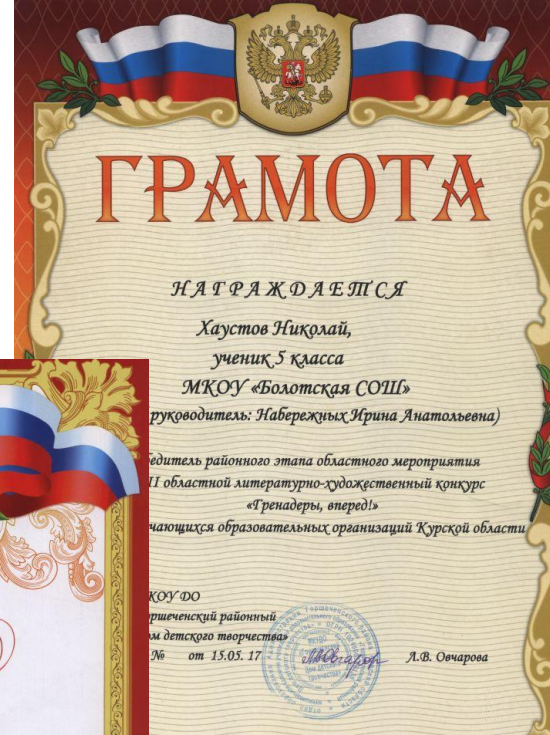 ГРАМОТА
НАГРАЖДАЕТСЯ
Хаустов Николай,
ученик 5 класса
МКОУ «Болотская СОШ»
руководитель: Набережных Ирина Анатольевна)
бедитель районного этапа областного мероприятия
II областной литературно-художественный конкурс
«Гренадеры, вперед!»
чающихся образовательных организаций Курской области
КОУ ДО
ршеченский районный
ом детского творчества»
№ от 15.05. 17 А.В. Овчарова